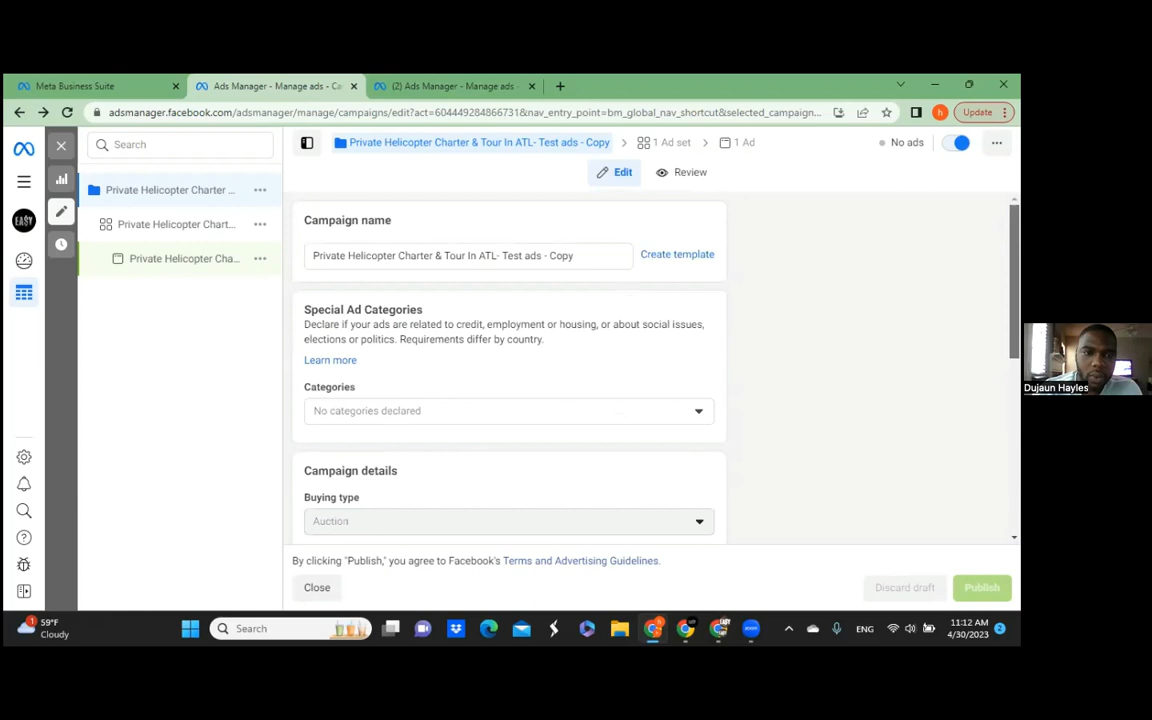 Meta Business Suite
Ads Manager - Manage ads - Ca
(2) Ads Manager - Manage ads -
adsmanager.facebook.com/adsmanager/manage/campaigns/edit?act=604449284866731&nav_entry_point=bm_global_nav_shortcut&selected_campaign...
h
Update
Search
Private Helicopter Charter & Tour In ATL- Test ads - Copy
1 Ad set
1 Ad
No ads
Edit
Review
Private Helicopter Charter ...
Private Helicopter Chart...
Private Helicopter Cha...
EASY
Campaign name
Private Helicopter Charter & Tour In ATL- Test ads - Copy
Create template
Special Ad Categories
Declare if your ads are related to credit, employment or housing, or about social issues,
elections or politics. Requirements differ by country.
Learn more
Categories
No categories declared
Campaign details
Buying type
Auction
By clicking "Publish," you agree to Facebook's Terms and Advertising Guidelines.
Close
Discard draft
Publish
Dujaun Hayles
1
59°F
Cloudy
Search
ENG
11:12 AM
4/30/2023
2